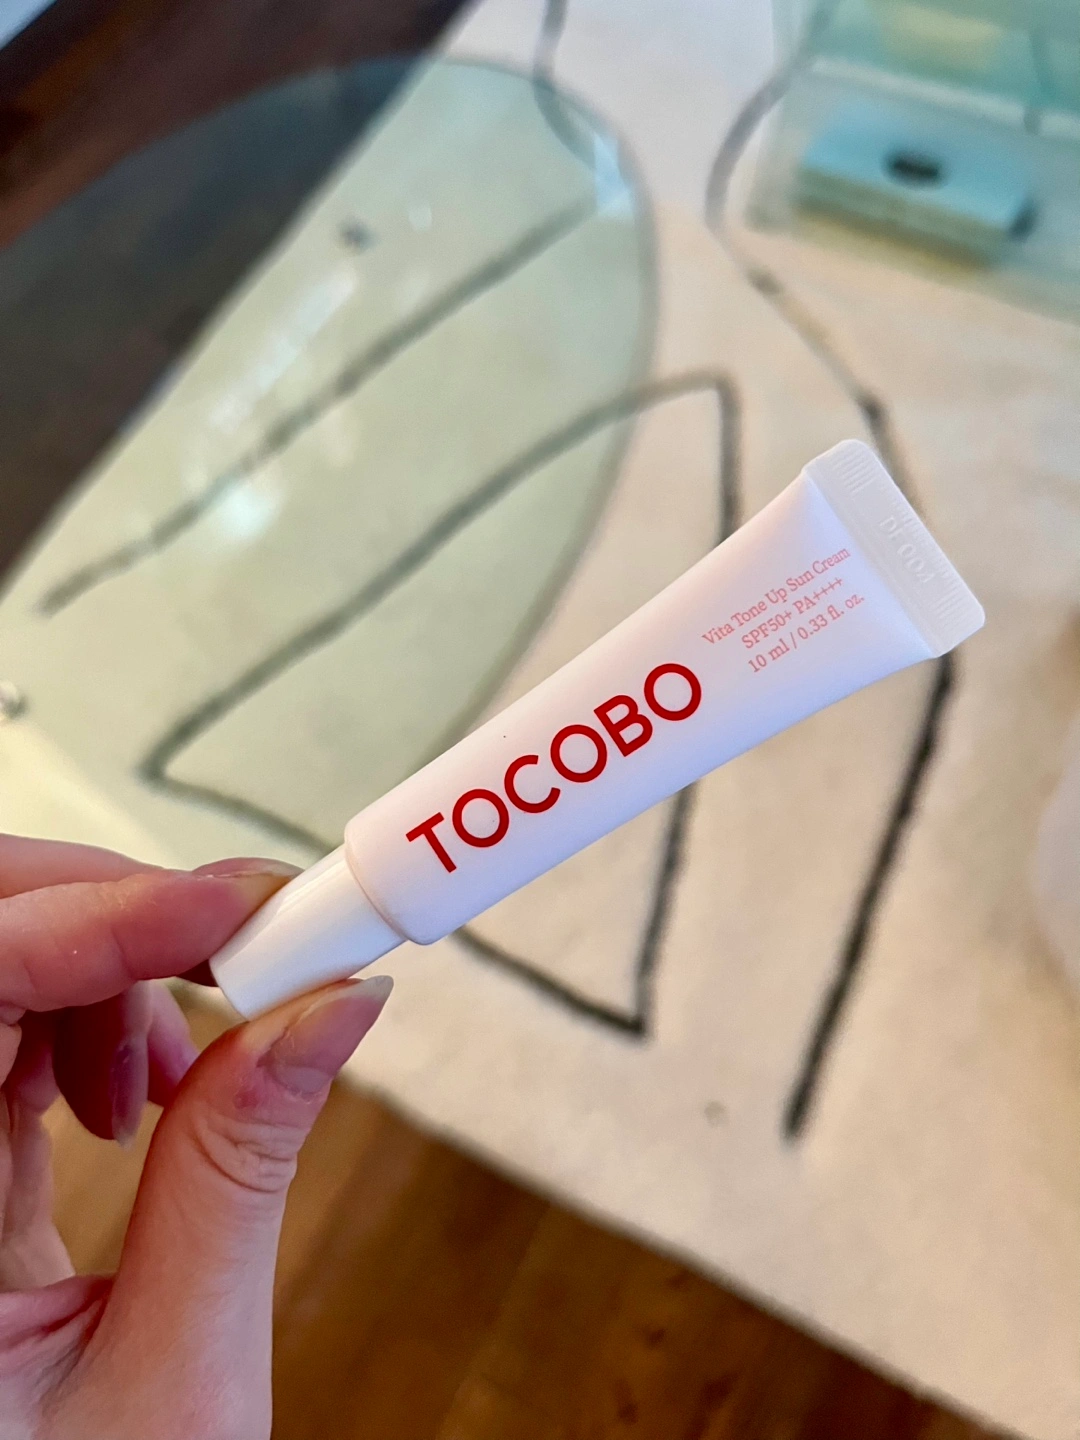 TOCOBO
Vita Tone Up Sun Cream
SPF50+ PA++++
10 ml / 0.33 fl. oz.